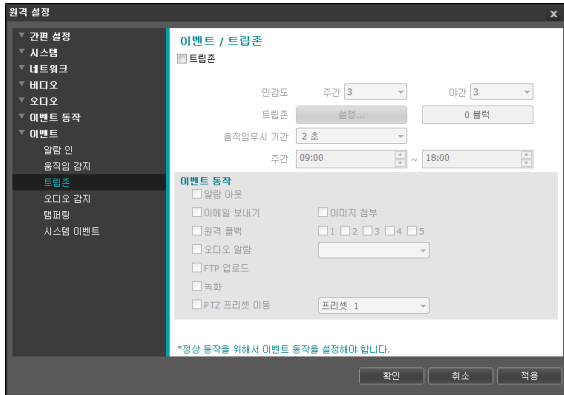 원격 설정 x
간편 설정
시스템
네트워크
비디오
오디오
이벤트 동작
이벤트
알람 인
움직임 감지
트립존
오디오 감지
탬퍼링
시스템 이벤트
이벤트 / 트립존
트립존
민감도 주간 3 야간 3
트립존 설정... 0 블럭
움직임무시 기간 2 초
주간 09:00 ~ 18:00
이벤트 동작
알람 아웃
이메일 보내기 이미지 첨부
원격 콜백 1 2 3 4 5
오디오 알람
FTP 업로드
녹화
PTZ 프리셋 이동 프리셋 1
*정상 동작을 위해서 이벤트 동작을 설정해야 합니다.
확인 취소 적용